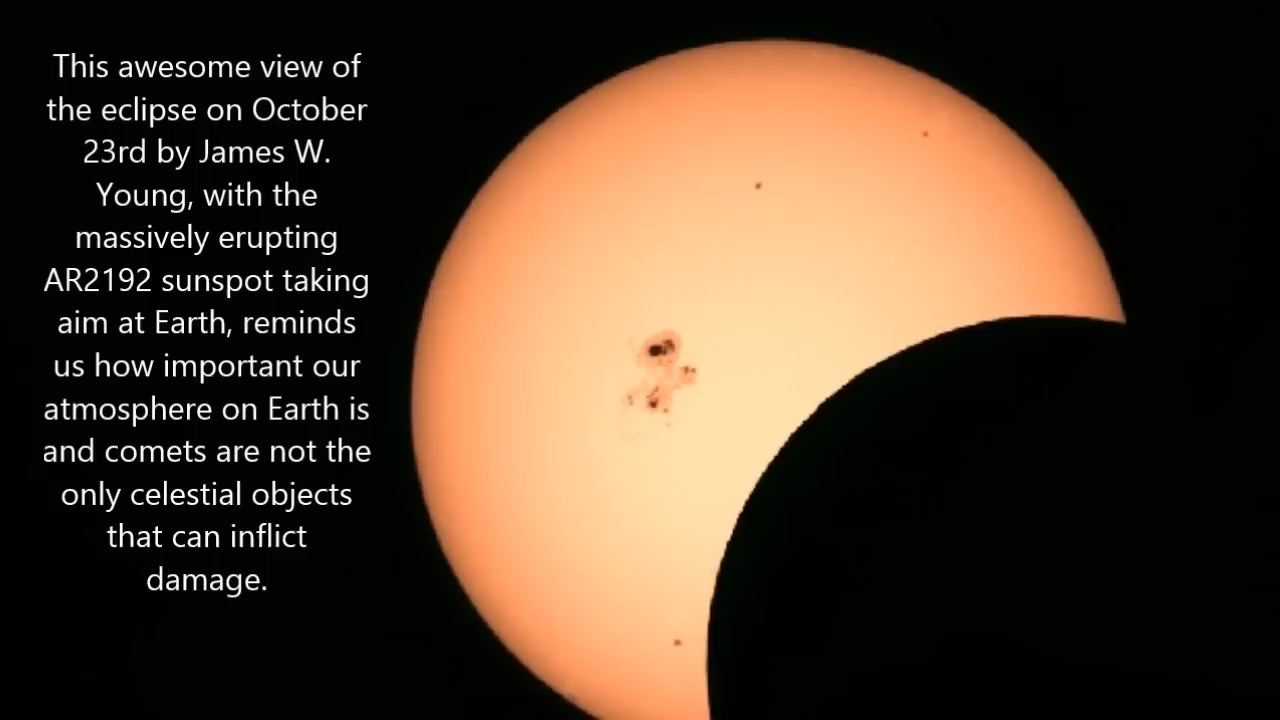 This awesome view of
the eclipse on October
23rd by James W.
Young, with the
massively erupting
AR2192 sunspot taking
aim at Earth, reminds
us how important our
atmosphere on Earth is
and comets are not the
only celestial objects
that can inflict
damage.